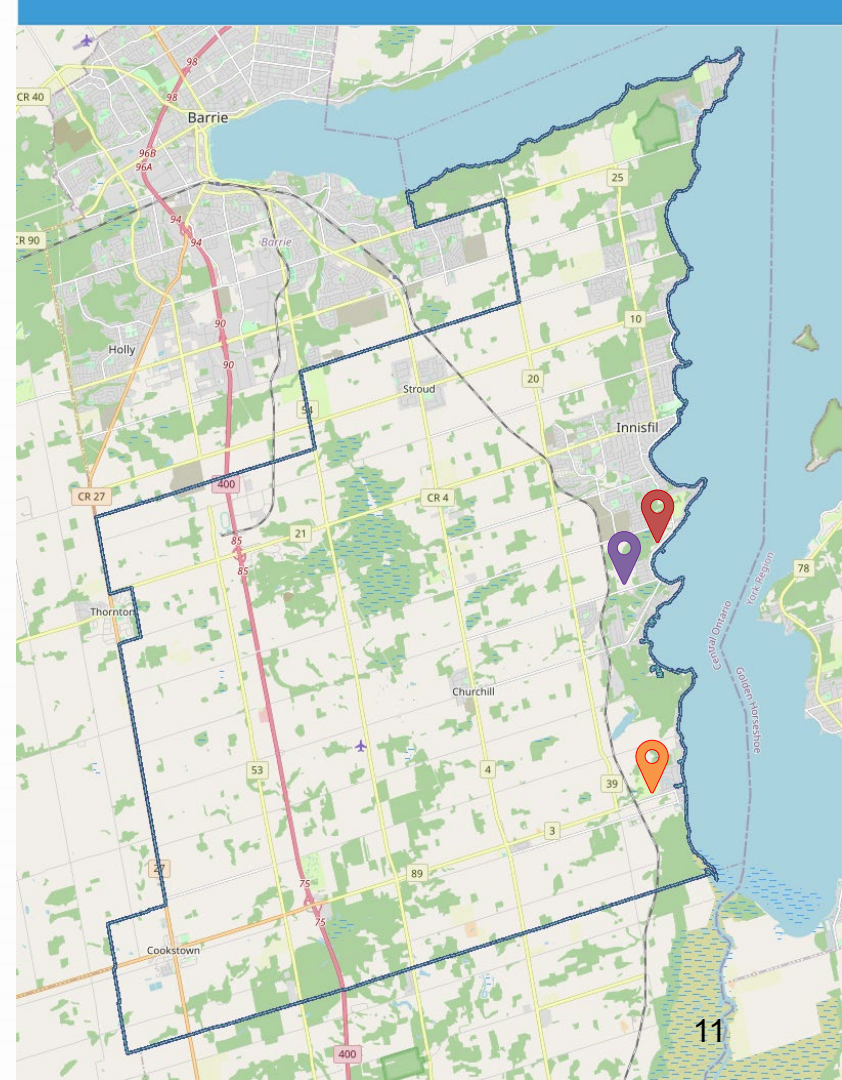 98
CR 40
98
Barrie
96B
96A
25
94
94
CR 90
Barrie
10
90
Holly
90
20
Stroud
54
Innisfil
400
CR 27
CR 4
21
85
85
78
York Region
Central Ontario
Thornton
Golden Horseshoe
Churchill
53
4
39
3
27
89
75
75
Cookstown
11
400